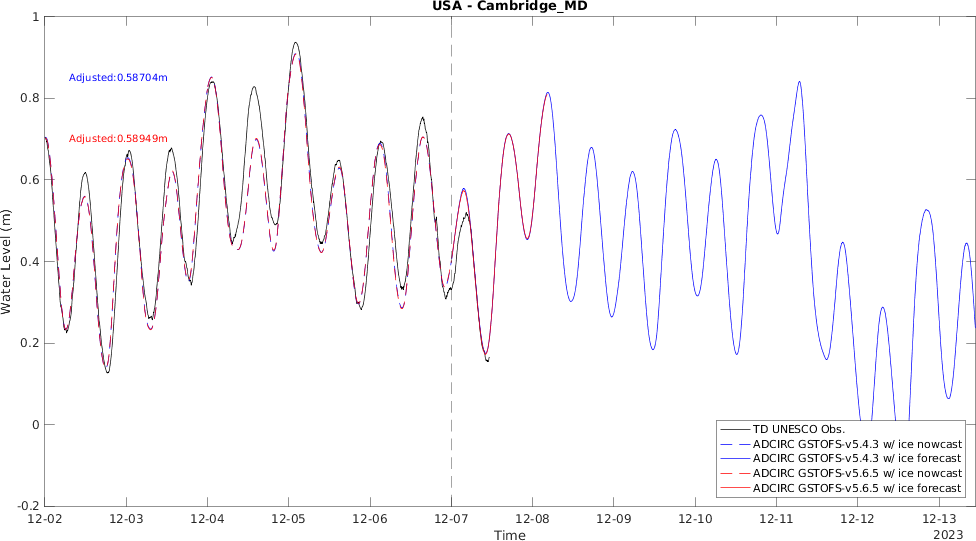 USA - Cambridge_MD
1
0.8
0.6
0.4
0.2
0
-0.2
Water Level (m)
Adjusted:0.58704m
Adjusted:0.58949m
TD UNESCO Obs.
ADCIRC GSTOFS-v5.4.3 w/ ice nowcast
ADCIRC GSTOFS-v5.4.3 w/ ice forecast
ADCIRC GSTOFS-v5.6.5 w/ ice nowcast
ADCIRC GSTOFS-v5.6.5 w/ ice forecast
12-02 12-03 12-04 12-05 12-06 12-07 12-08 12-09 12-10 12-11 12-12 12-13
Time
2023